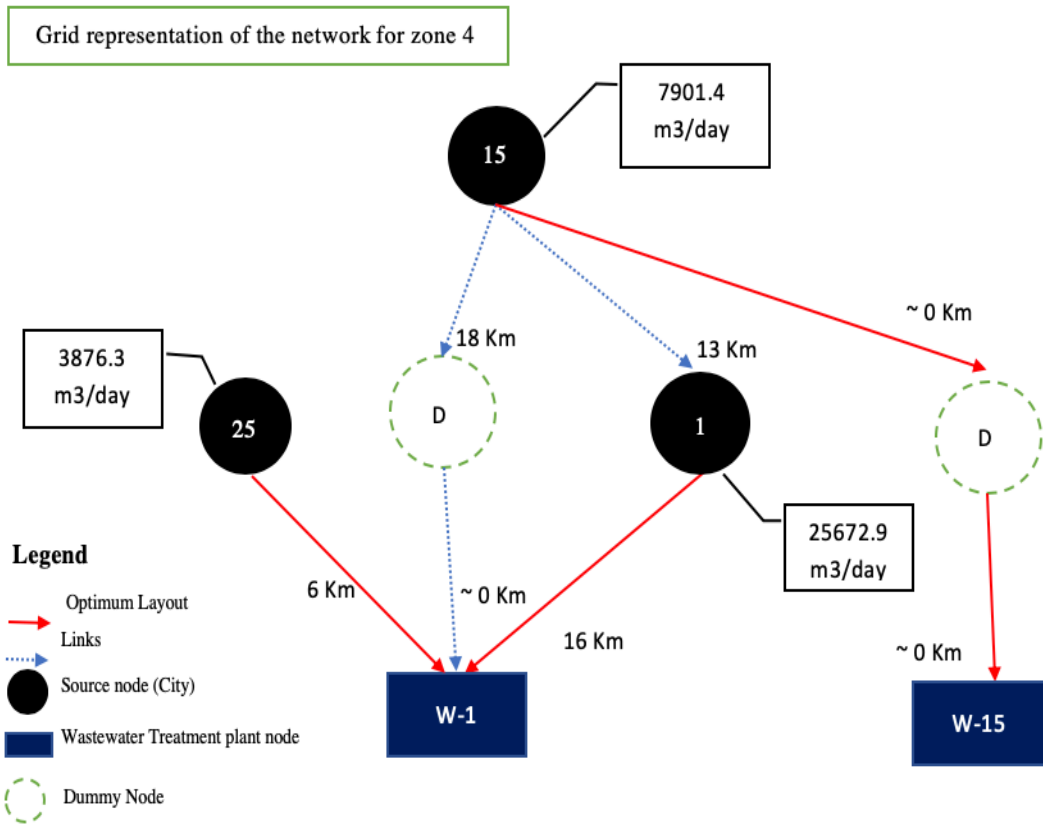 Grid representation of the network for zone 4
7901.4
m3/day
15
~ 0 Km
18 Km
13 Km
3876.3
m3/day
25
D
1
D
25672.9
m3/day
Legend
Optimum Layout
Links
Source node (City)
Wastewater Treatment plant node
Dummy Node
6 Km
~ 0 Km
16 Km
~ 0 Km
W-1
W-15